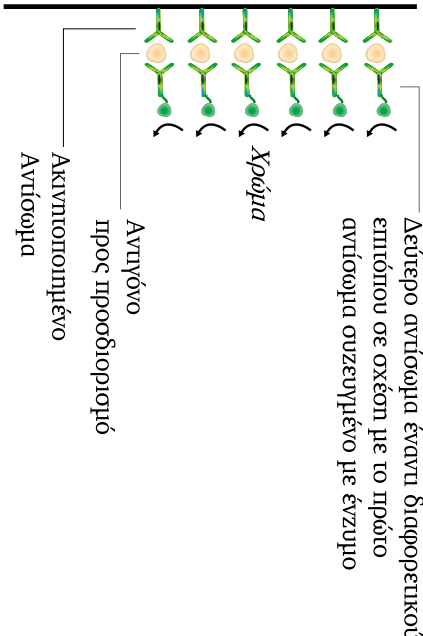 Χρώμα
Δεύτερο αντίσωμα έναντι διαφορετικού
επιτόπου σε σχέση με το πρώτο
αντίσωμα συζευγμένο με ένζυμο
Αντιγόνο
προς προσδιορισμό
Ακινητοποιημένο
Αντίσωμα